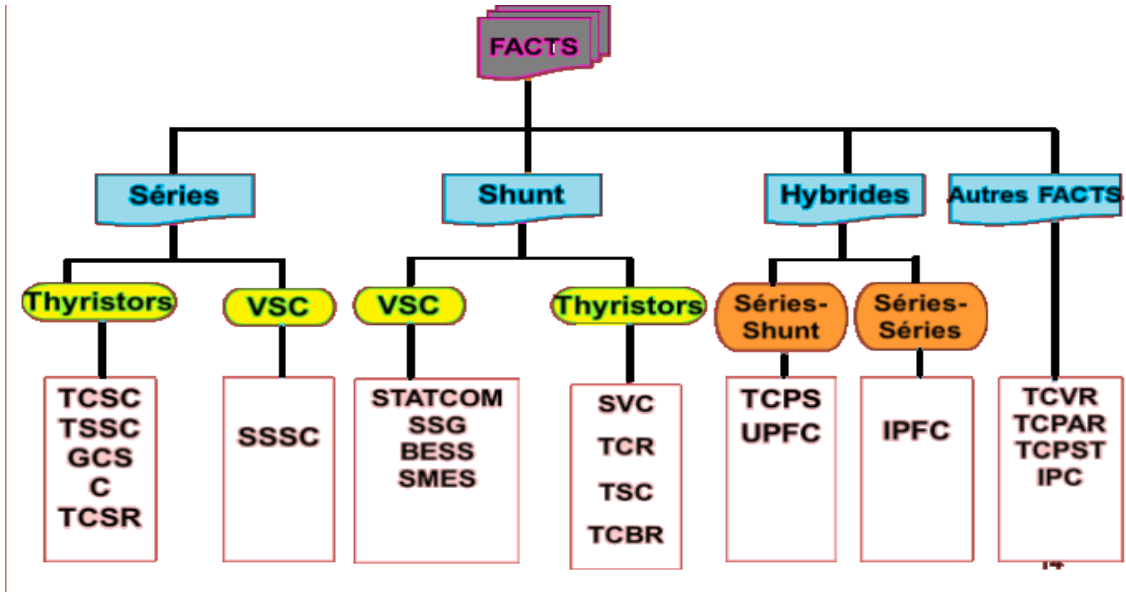 FACTS
Séries
Shunt
Hybrides
Autres FACTS
Thyristors
VSC
VSC
Thyristors
Séries-
Shunt
Séries-
Séries
TCSC
TSSC
GCS
C
TCSR
SSSC
STATCOM
SSG
BESS
SMES
SVC
TCR
TSC
TCBR
TCPS
UPFC
IPFC
TCVR
TCPAR
TCPST
IPC